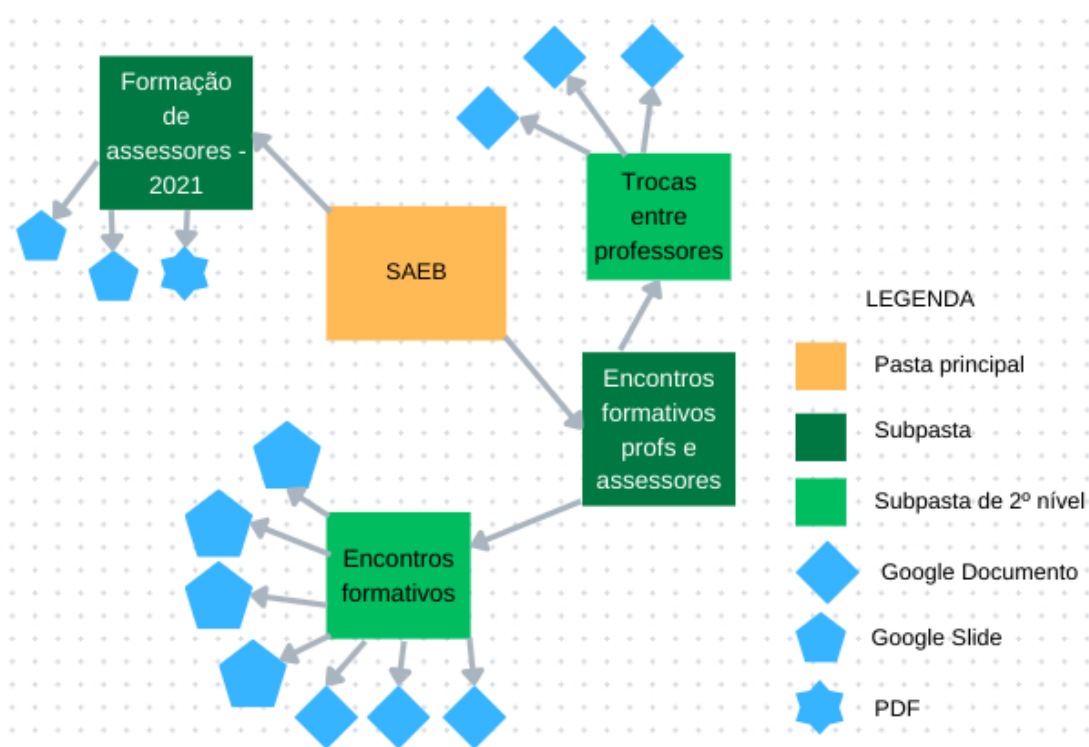 Formação
de
assessores -
2021
Trocas
entre
professores
SAEB
LEGENDA
Encontros
formativos
profs e
assessores
Pasta principal
Subpasta
Subpasta de 2º nível
Encontros
formativos
Google Documento
Google Slide
PDF